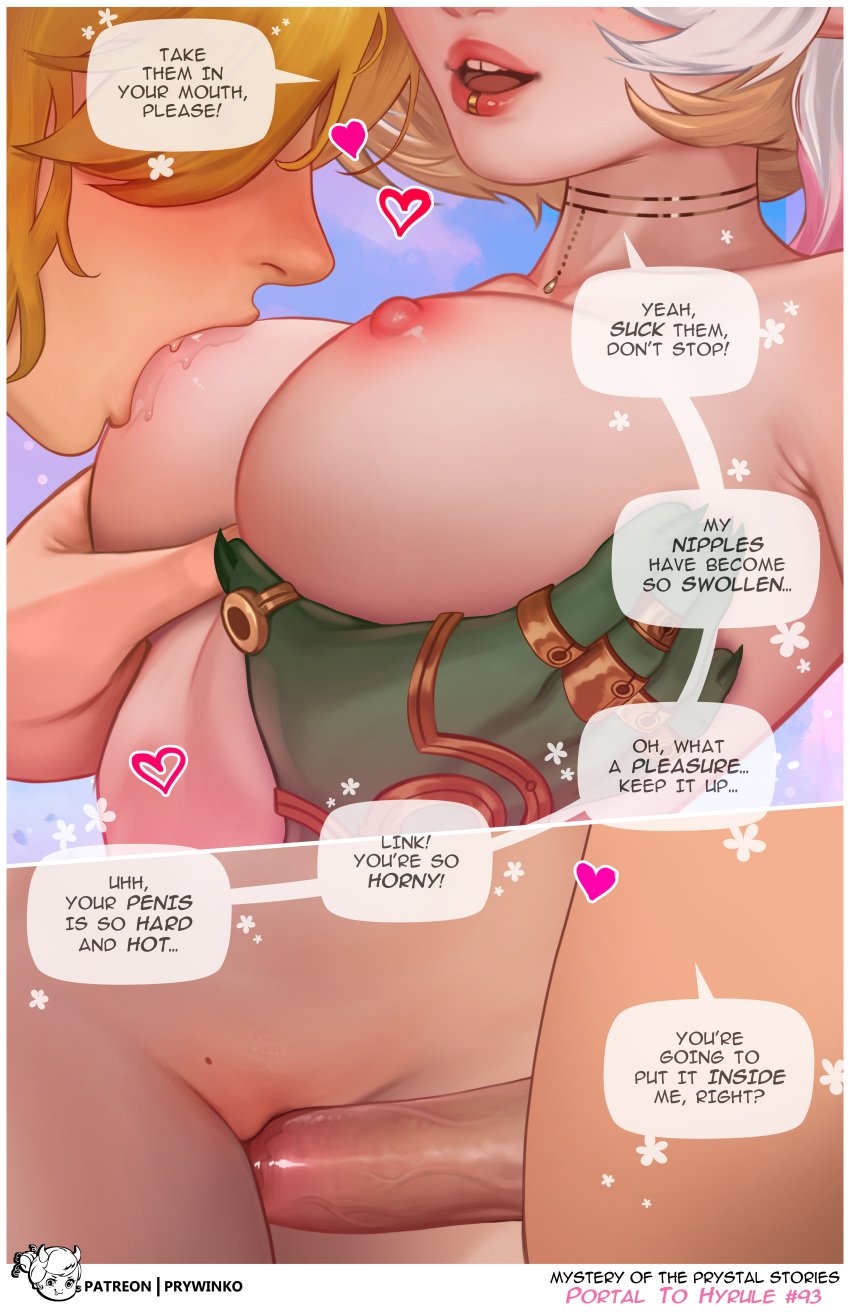 TAKE
THEM IN
YOUR MOUTH,
PLEASE!
YEAH,
SUCK THEM,
DON'T STOP!
MY
NIPPLES
HAVE BECOME
SO SWOLLEN...
OH, WHAT
A PLEASURE...
KEEP IT UP...
LINK!
YOU'RE SO
HORNY!
UHH,
YOUR PENIS
IS SO HARD
AND HOT...
YOU'RE
GOING TO
PUT IT INSIDE
ME, RIGHT?
PATREON | PRYWINKO
MYSTERY OF THE PRYSTAL STORIES
PORTAL TO HYRULE #93